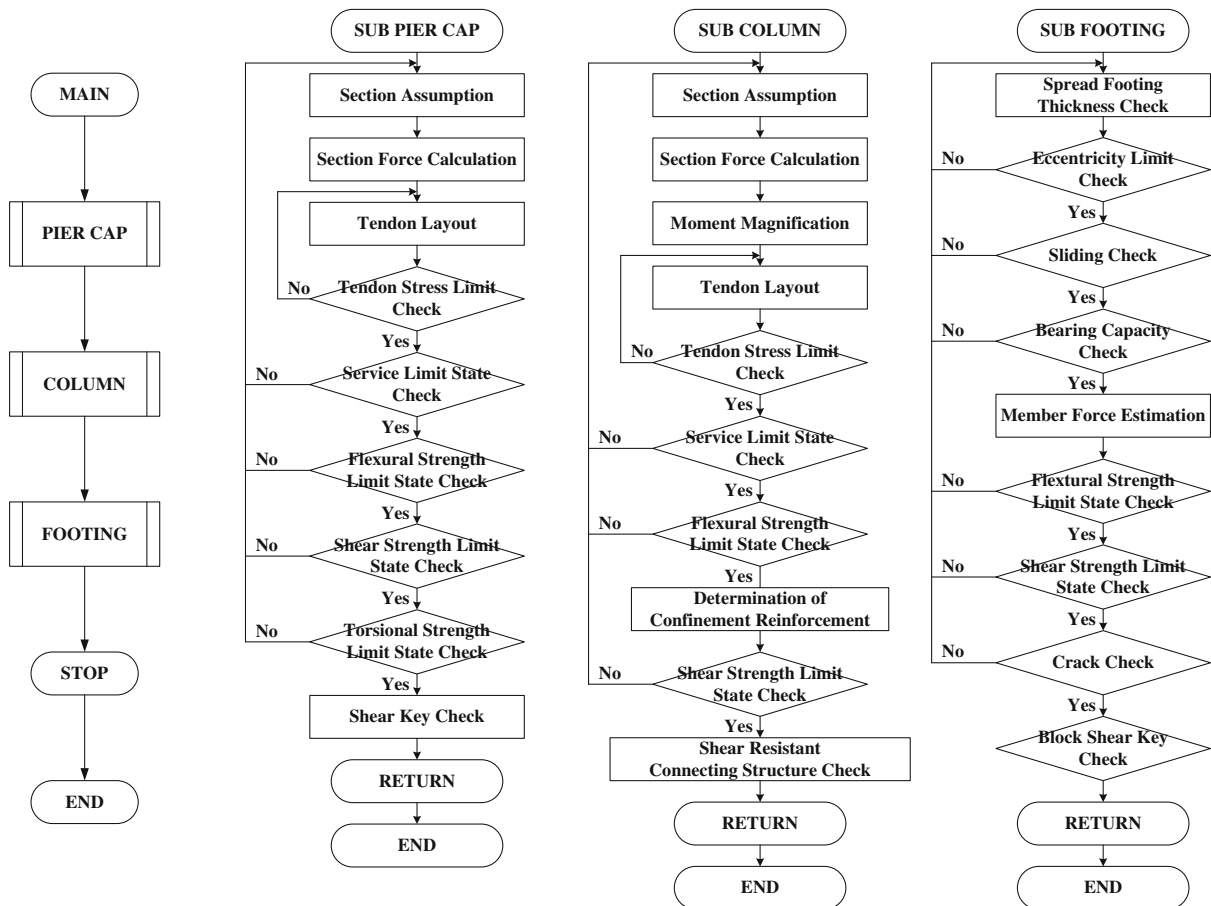 MAIN
PIER CAP
COLUMN
FOOTING
STOP
END
SUB PIER CAP
Section Assumption
Section Force Calculation
Tendon Layout
No
Tendon Stress Limit
Check
Yes
No
Service Limit State
Check
Yes
No
Flexural Strength
Limit State Check
Yes
No
Shear Strength Limit
State Check
Yes
No
Torsional Strength
Limit State Check
Yes
Shear Key Check
RETURN
END
SUB COLUMN
Section Assumption
Section Force Calculation
Moment Magnification
Tendon Layout
No
Tendon Stress Limit
Check
Yes
No
Service Limit State
Check
Yes
No
Flexural Strength
Limit State Check
Yes
Determination of
Confinement Reinforcement
No
Shear Strength Limit
State Check
Yes
Shear Resistant
Connecting Structure Check
RETURN
END
SUB FOOTING
Spread Footing
Thickness Check
No
Eccentricity Limit
Check
Yes
No
Sliding Check
Yes
No
Bearing Capacity
Check
Yes
Member Force Estimation
No
Flextural Strength
Limit State Check
Yes
No
Shear Strength Limit
State Check
Yes
No
Crack Check
Yes
Block Shear Key
Check
RETURN
END